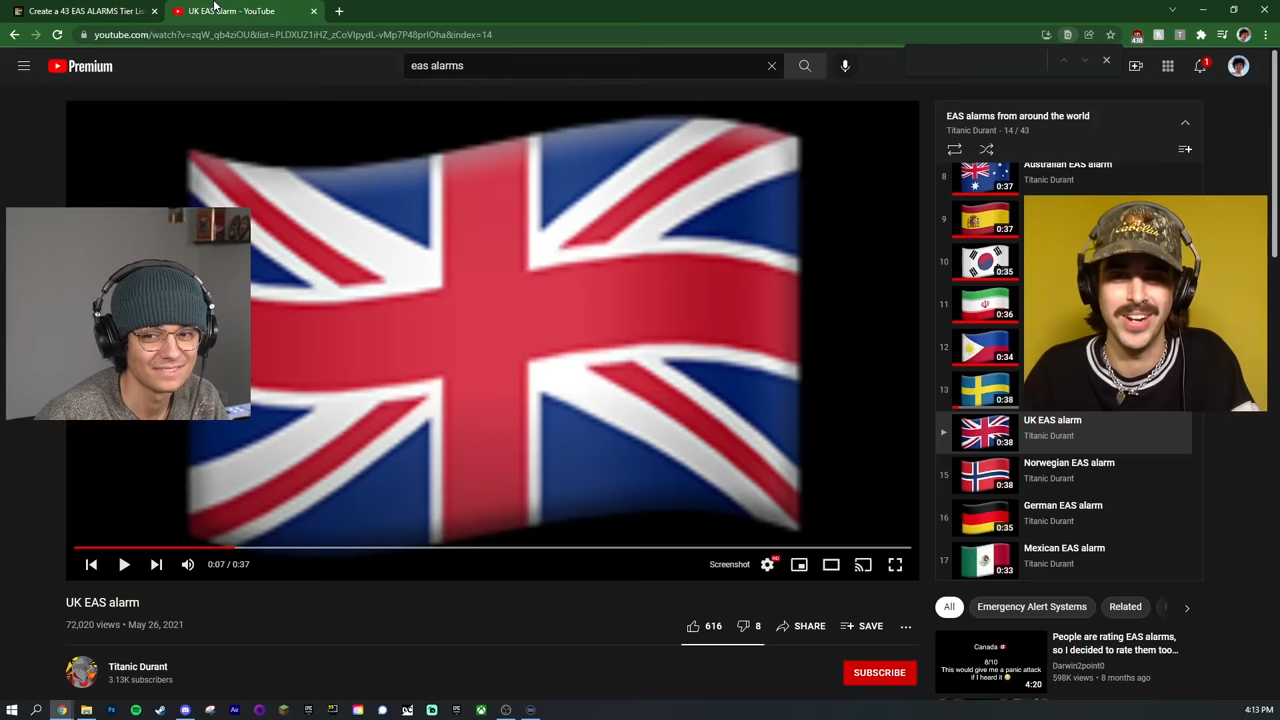 Create a 43 EAS ALARMS Tier Lis
UK EAS alarm - YouTube
youtube.com/watch?v=zqW_qb4ziOU&list=PLDXUZ1iHZ_zCoVIpydL-vMp7P48prIOha&index=14
430
Premium
eas alarms
1
EAS alarms from around the world
Titanic Durant - 14 / 43
8
Australian EAS alarm
Titanic Durant
0:37
9
0:37
10
0:35
11
0:36
12
0:34
13
0:38
UK EAS alarm
Titanic Durant
0:38
15
Norwegian EAS alarm
Titanic Durant
0:38
16
German EAS alarm
Titanic Durant
0:35
17
Mexican EAS alarm
Titanic Durant
0:33
0:07 / 0:37
Screenshot
HD
UK EAS alarm
72,020 views • May 26, 2021
616
8
SHARE
SAVE
Titanic Durant
3.13K subscribers
SUBSCRIBE
All
Emergency Alert Systems
Related
Canada
8/10
This would give me a panic attack
if I heard it
4:20
People are rating EAS alarms,
so I decided to rate them too...
Darwin2point0
598K views • 8 months ago
4:13 PM